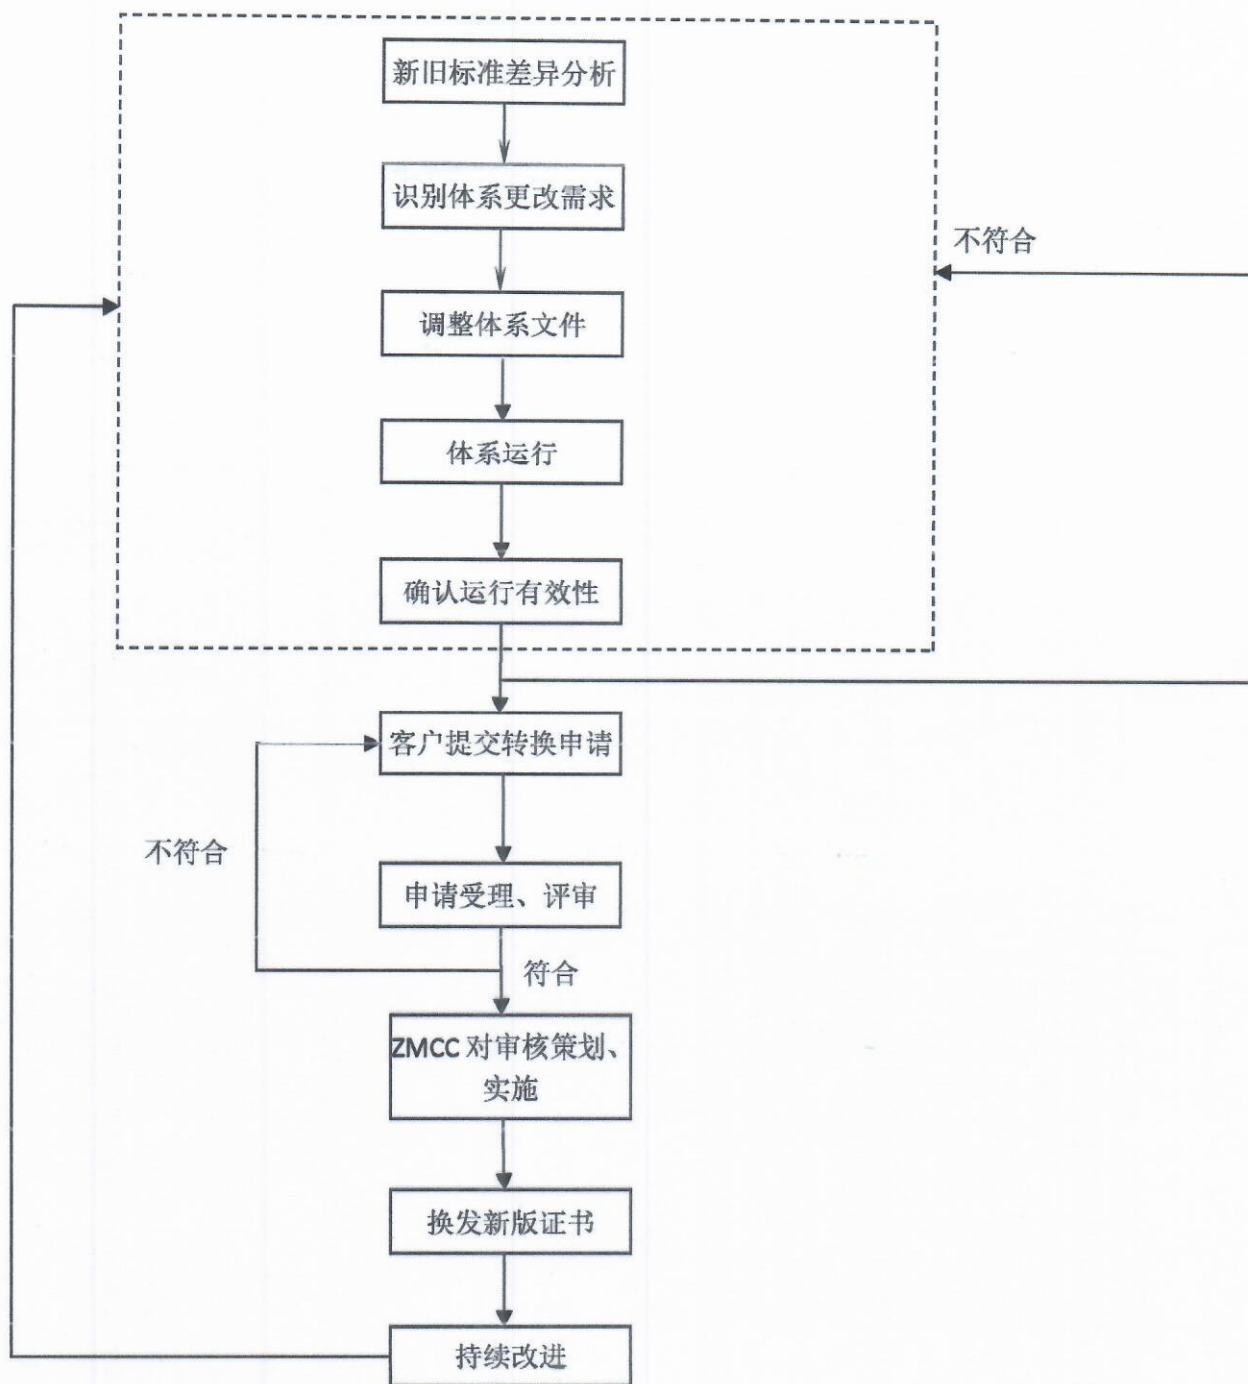 新旧标准差异分析
识别体系更改需求
不符合
调整体系文件
体系运行
确认运行有效性
客户提交转换申请
不符合
申请受理、评审
符合
ZMCC 对审核策划、
实施
换发新版证书
持续改进